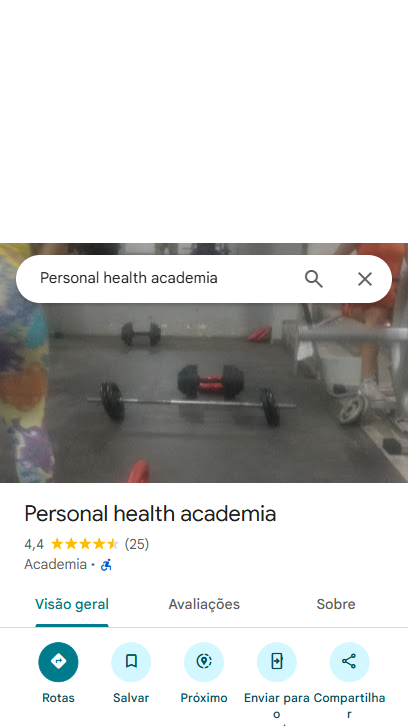 Personal health academia
Personal health academia
4,4 (25)
Academia •
Visão geral Avaliações Sobre
Rotas Salvar Próximo Enviar para o Compartilhar